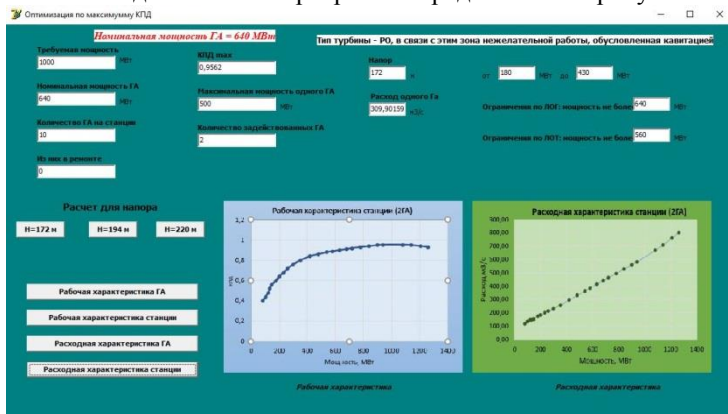 Оптимизация по максимумму КПД
Номинальная мощность ГА = 640 МВт
Тип турбины - РО, в связи с этим зона нежелательной работы, обусловленная кавитацией
Требуемая мощность
1000 МВт
КПД max
0,9562
Напор
172 м
от 180 МВт до 430 МВт
Номинальная мощность ГА
640 МВт
Максимальная мощность одного ГА
500 МВт
Расход одного Га
309,90159 м3/с
Ограничения по ЛОГ: мощность не боле 640 МВт
Количество ГА на станции
10
Количество задействованных ГА
2
Ограничения по ЛОТ: мощность не боле 560 МВт
Из них в ремонте
0
Расчет для напора
H=172 м
H=194 м
H=220 м
Рабочая характеристика ГА
Рабочая характеристика станции
Расходная характеристика ГА
Расходная характеристика станции
Рабочая характеристика станции (2ГА)
1,2
1
0,8
0,6
0,4
0,2
0
КПД
0 200 400 600 800 1000 1200 1400
Мощность, МВт
Рабочая характеристика
Расходная характеристика станции (2ГА)
900,00
800,00
700,00
600,00
500,00
400,00
300,00
200,00
100,00
0,00
Расход,м3/с
0 200 400 600 800 1000 1200 1400
Мощность, МВт
Расходная характеристика